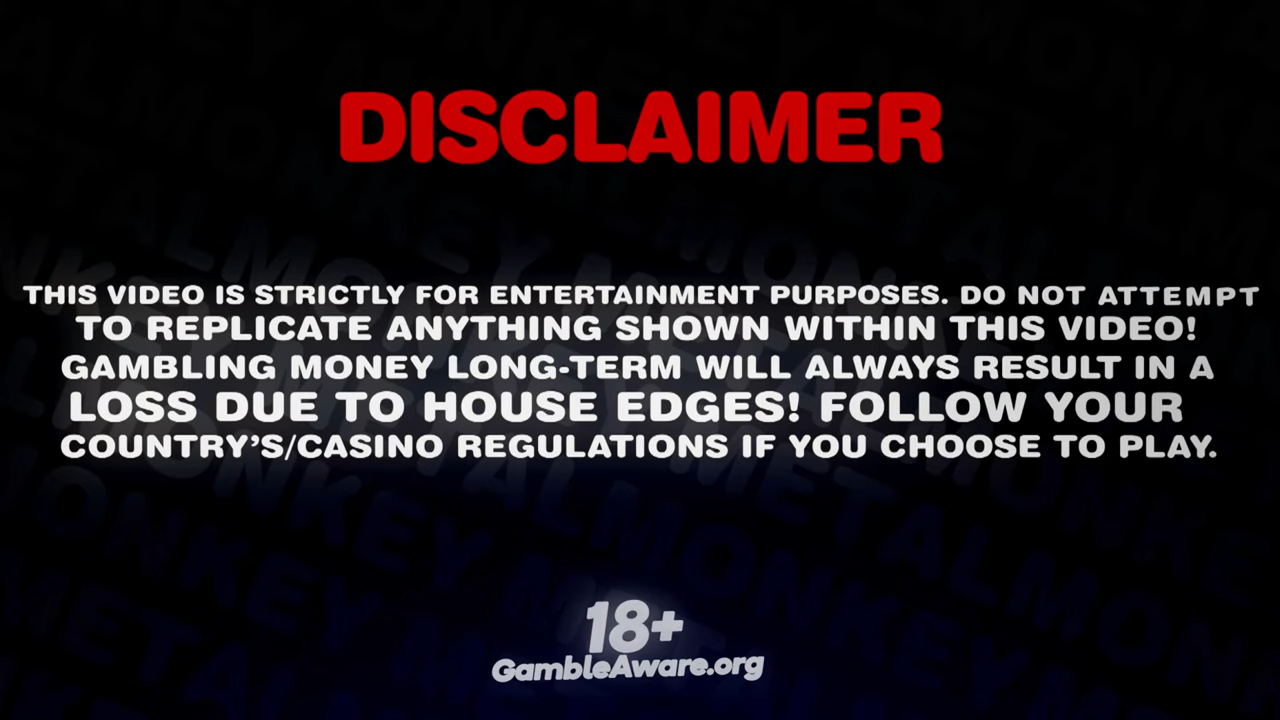 DISCLAIMER
THIS VIDEO IS STRICTLY FOR ENTERTAINMENT PURPOSES. DO NOT ATTEMPT
TO REPLICATE ANYTHING SHOWN WITHIN THIS VIDEO!
GAMBLING MONEY LONG-TERM WILL ALWAYS RESULT IN A
LOSS DUE TO HOUSE EDGES! FOLLOW YOUR
COUNTRY'S/CASINO REGULATIONS IF YOU CHOOSE TO PLAY.
18+
GambleAware.org